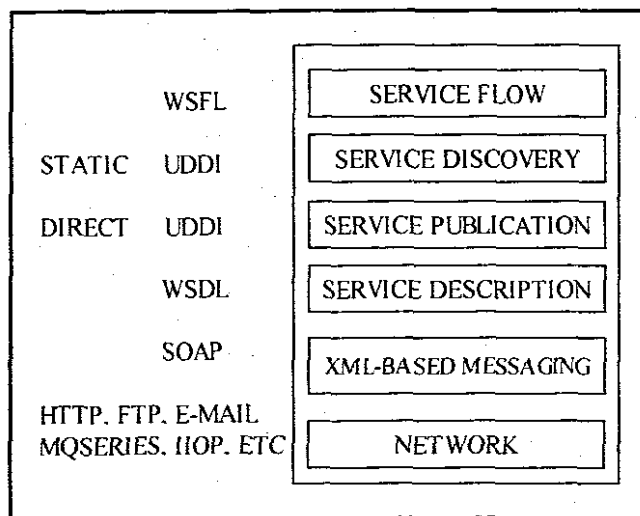 WSFL SERVICE FLOW
STATIC UDDI SERVICE DISCOVERY
DIRECT UDDI SERVICE PUBLICATION
WSDL SERVICE DESCRIPTION
SOAP XML-BASED MESSAGING
HTTP, FTP, E-MAIL
MQSERIES, IIOP, ETC NETWORK